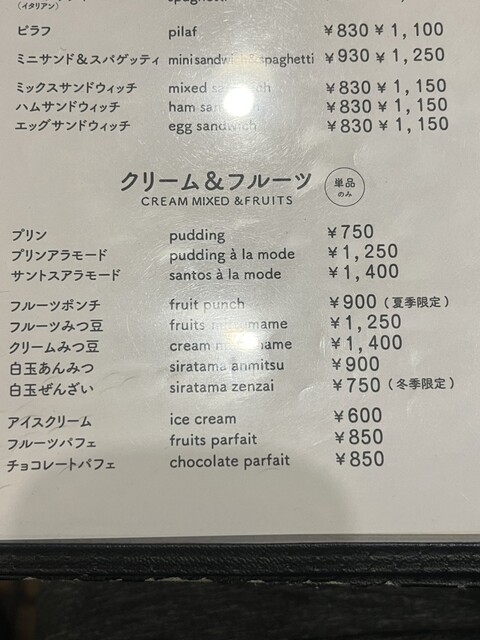 (イタリアン) spaghetti
ピラフ pilaf ¥830 ¥1,100
ミニサンド&スパゲッティ mini sandwich&spaghetti ¥930 ¥1,250
ミックスサンドウィッチ mixed sandwich ¥830 ¥1,150
ハムサンドウィッチ ham sandwich ¥830 ¥1,150
エッグサンドウィッチ egg sandwich ¥830 ¥1,150
クリーム&フルーツ 単品のみ
CREAM MIXED &FRUITS
プリン pudding ¥750
プリンアラモード pudding à la mode ¥1,250
サントスアラモード santos à la mode ¥1,400
フルーツポンチ fruit punch ¥900 (夏季限定)
フルーツみつ豆 fruits mitsumame ¥1,250
クリームみつ豆 cream mitsumame ¥1,400
白玉あんみつ siratama anmitsu ¥900
白玉ぜんざい siratama zenzai ¥750 (冬季限定)
アイスクリーム ice cream ¥600
フルーツパフェ fruits parfait ¥850
チョコレートパフェ chocolate parfait ¥850